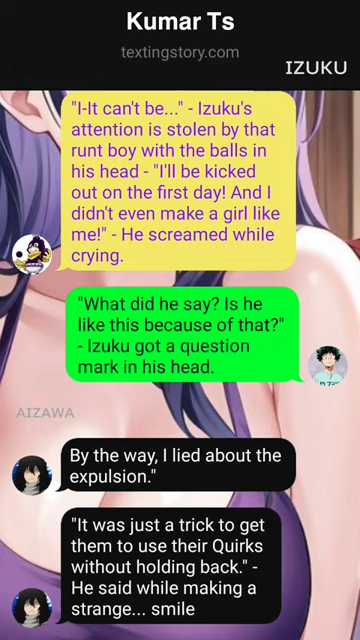 Kumar Ts
textingstory.com
IZUKU
"I-It can't be..." - Izuku's
attention is stolen by that
runt boy with the balls in
his head - "I'll be kicked
out on the first day! And I
didn't even make a girl like
me!" - He screamed while
crying.
"What did he say? Is he
like this because of that?"
- Izuku got a question
mark in his head.
AIZAWA
By the way, I lied about the
expulsion."
"It was just a trick to get
them to use their Quirks
without holding back." -
He said while making a
strange... smile